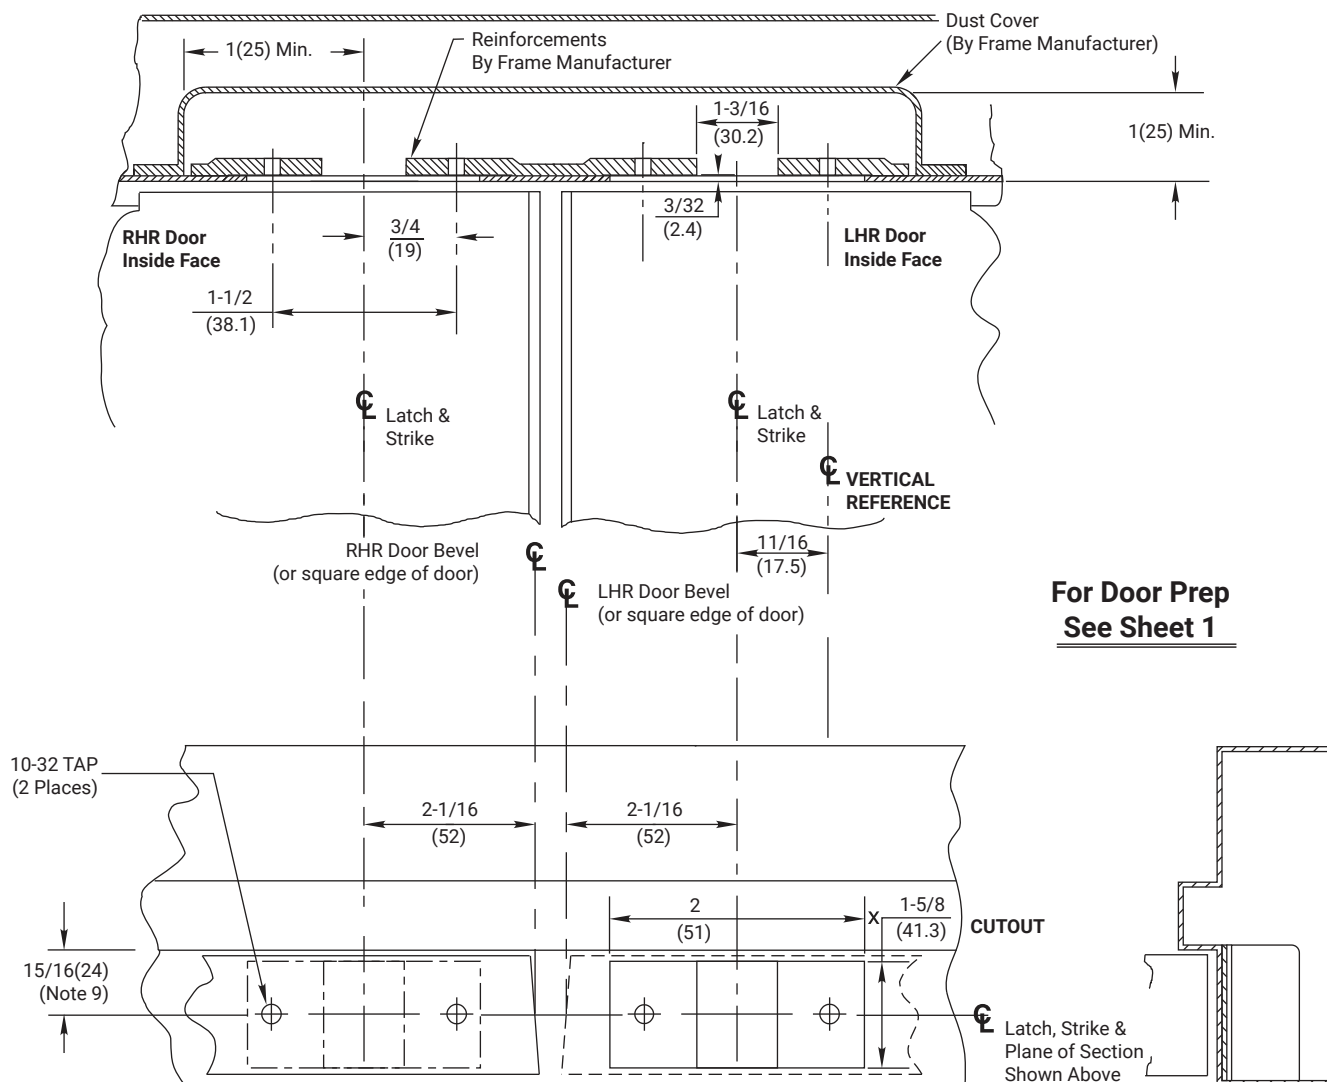 Dust Cover
(By Frame Manufacturer)
1(25) Min.
Reinforcements
By Frame Manufacturer
1-3/16
(30.2)
1(25) Min.
3/32
(2.4)
RHR Door
Inside Face
3/4
(19)
LHR Door
Inside Face
1-1/2
(38.1)
℄ Latch &
Strike
℄ Latch &
Strike
℄ VERTICAL
REFERENCE
11/16
(17.5)
RHR Door Bevel ℄
(or square edge of door)
℄ LHR Door Bevel
(or square edge of door)
For Door Prep
See Sheet 1
10-32 TAP
(2 Places)
2-1/16
(52)
2-1/16
(52)
2
(51)
x 1-5/8
(41.3)
CUTOUT
15/16(24)
(Note 9)
℄ Latch, Strike &
Plane of Section
Shown Above